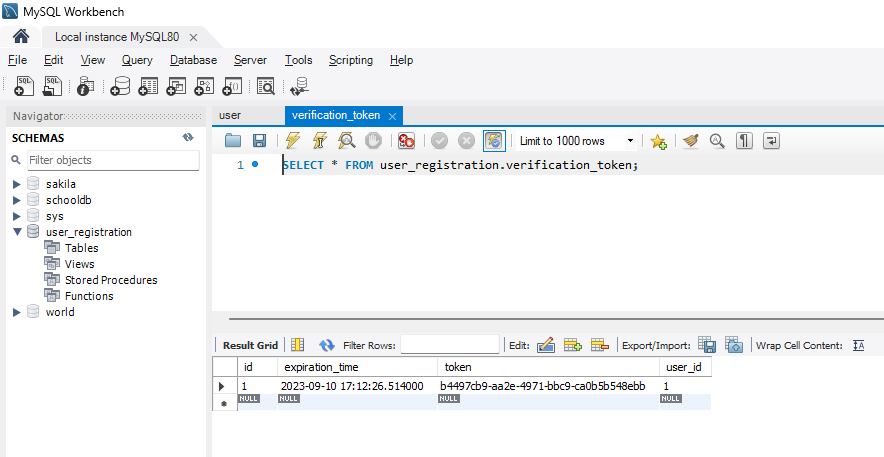 MySQL Workbench
Local instance MySQL80 ×
File Edit View Query Database Server Tools Scripting Help
Navigator
SCHEMAS
Filter objects
sakila
schooldb
sys
user_registration
Tables
Views
Stored Procedures
Functions
world
user verification_token ×
Limit to 1000 rows
1 SELECT * FROM user_registration.verification_token;
Result Grid Filter Rows: Edit: Export/Import: Wrap Cell Content:
id expiration_time token user_id
1 2023-09-10 17:12:26.514000 b4497cb9-aa2e-4971-bbc9-ca0b5b548ebb 1
NULL NULL NULL NULL